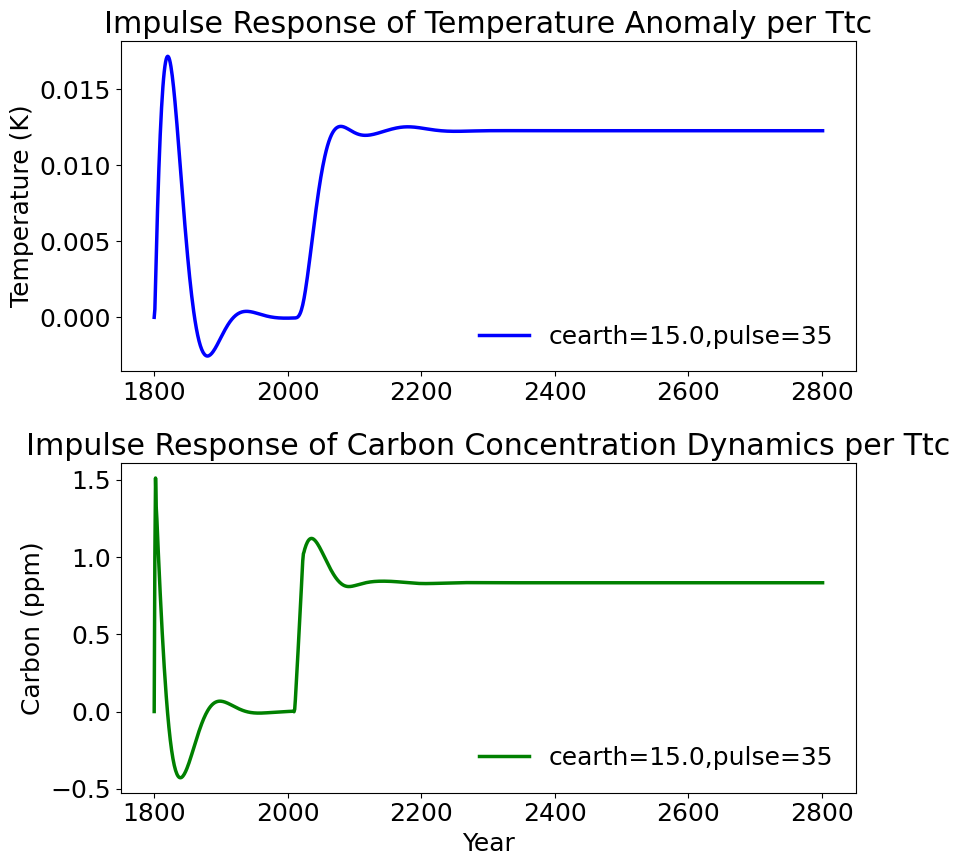 Impulse Response of Temperature Anomaly per Ttc
Temperature (K)
0.015
0.010
0.005
0.000
cearth=15.0,pulse=35
1800 2000 2200 2400 2600 2800
Impulse Response of Carbon Concentration Dynamics per Ttc
Carbon (ppm)
1.5
1.0
0.5
0.0
−0.5
cearth=15.0,pulse=35
1800 2000 2200 2400 2600 2800
Year